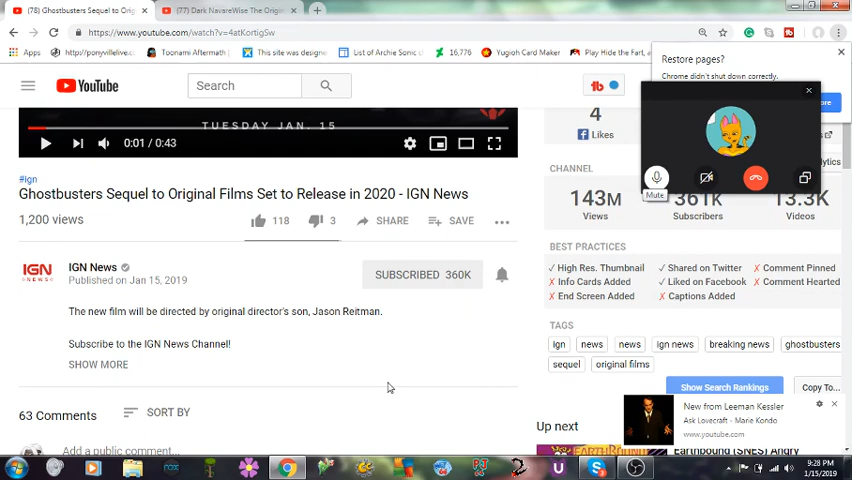 (78) Ghostbusters Sequel to Orig
(77) Dark NavareWise The Origin
https://www.youtube.com/watch?v=4atKortigSw
Apps
http://ponyvillelive.c
Toonami Aftermath
This site was designe
List of Archie Sonic c
16,776
Yugioh Card Maker
Play Hide the Fart, a
Restore pages?
Chrome didn't shut down correctly.
YouTube
Search
TUESDAY JAN. 15
0:01 / 0:43
4
Likes
Mute
#ign
Ghostbusters Sequel to Original Films Set to Release in 2020 - IGN News
1,200 views
118
3
SHARE
SAVE
IGN NEWS
IGN News
Published on Jan 15, 2019
SUBSCRIBED 360K
The new film will be directed by original director's son, Jason Reitman.
Subscribe to the IGN News Channel!
SHOW MORE
63 Comments
SORT BY
Add a public comment...
CHANNEL
143M
361K
13.3K
Views
Subscribers
Videos
BEST PRACTICES
✓ High Res. Thumbnail
✓ Shared on Twitter
✗ Comment Pinned
✗ Info Cards Added
✓ Liked on Facebook
✗ Comment Hearted
✗ End Screen Added
✗ Captions Added
TAGS
ign
news
news
ign news
breaking news
ghostbusters
sequel
original films
Show Search Rankings
Copy To...
Up next
New from Leeman Kessler
Ask Lovecraft - Marie Kondo
www.youtube.com
Earthbound (SNES) Angry
9:28 PM
1/15/2019